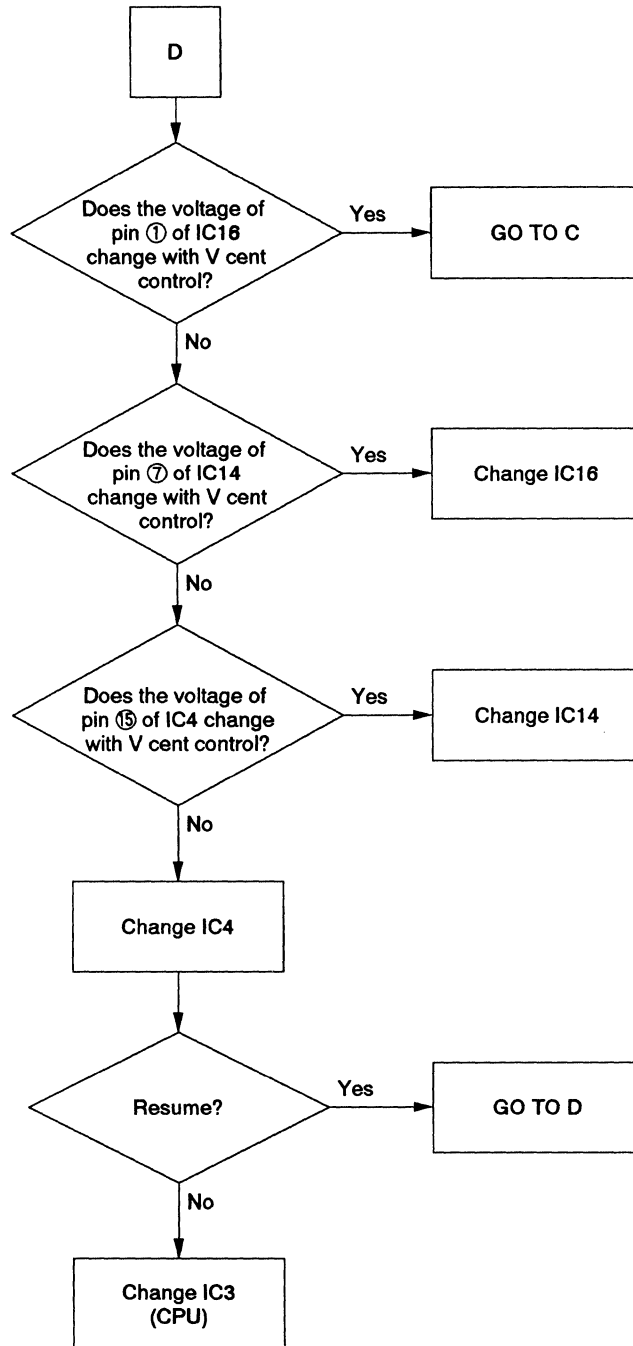 D
Does the voltage of
pin ① of IC16
change with V cent
control?
Yes
GO TO C
No
Does the voltage of
pin ⑦ of IC14
change with V cent
control?
Yes
Change IC16
No
Does the voltage of
pin ⑮ of IC4 change
with V cent control?
Yes
Change IC14
No
Change IC4
Resume?
Yes
GO TO D
No
Change IC3
(CPU)